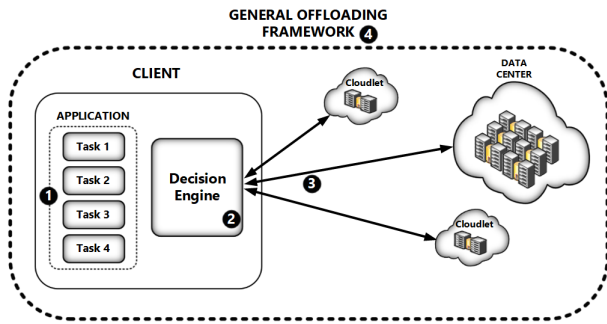 GENERAL OFFLOADING
FRAMEWORK 4
CLIENT
APPLICATION
Task 1
Task 2
Task 3
Task 4
1
Decision
Engine
2
3
Cloudlet
DATA
CENTER
Cloudlet